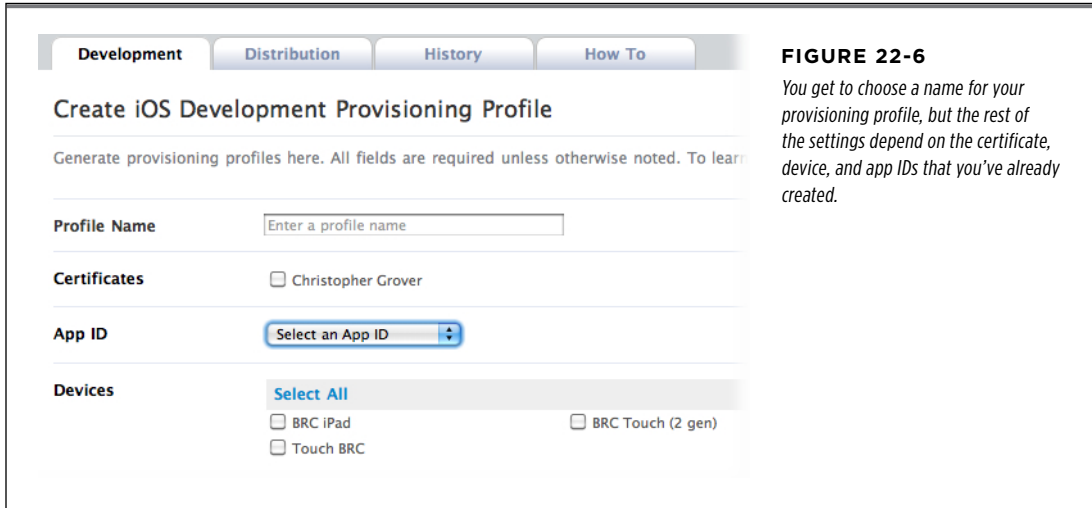 Development Distribution History How To
Create iOS Development Provisioning Profile
Generate provisioning profiles here. All fields are required unless otherwise noted. To learn
Profile Name Enter a profile name
Certificates Christopher Grover
App ID Select an App ID
Devices Select All
BRC iPad BRC Touch (2 gen)
Touch BRC
FIGURE 22-6
You get to choose a name for your
provisioning profile, but the rest of
the settings depend on the certificate,
device, and app IDs that you’ve already
created.